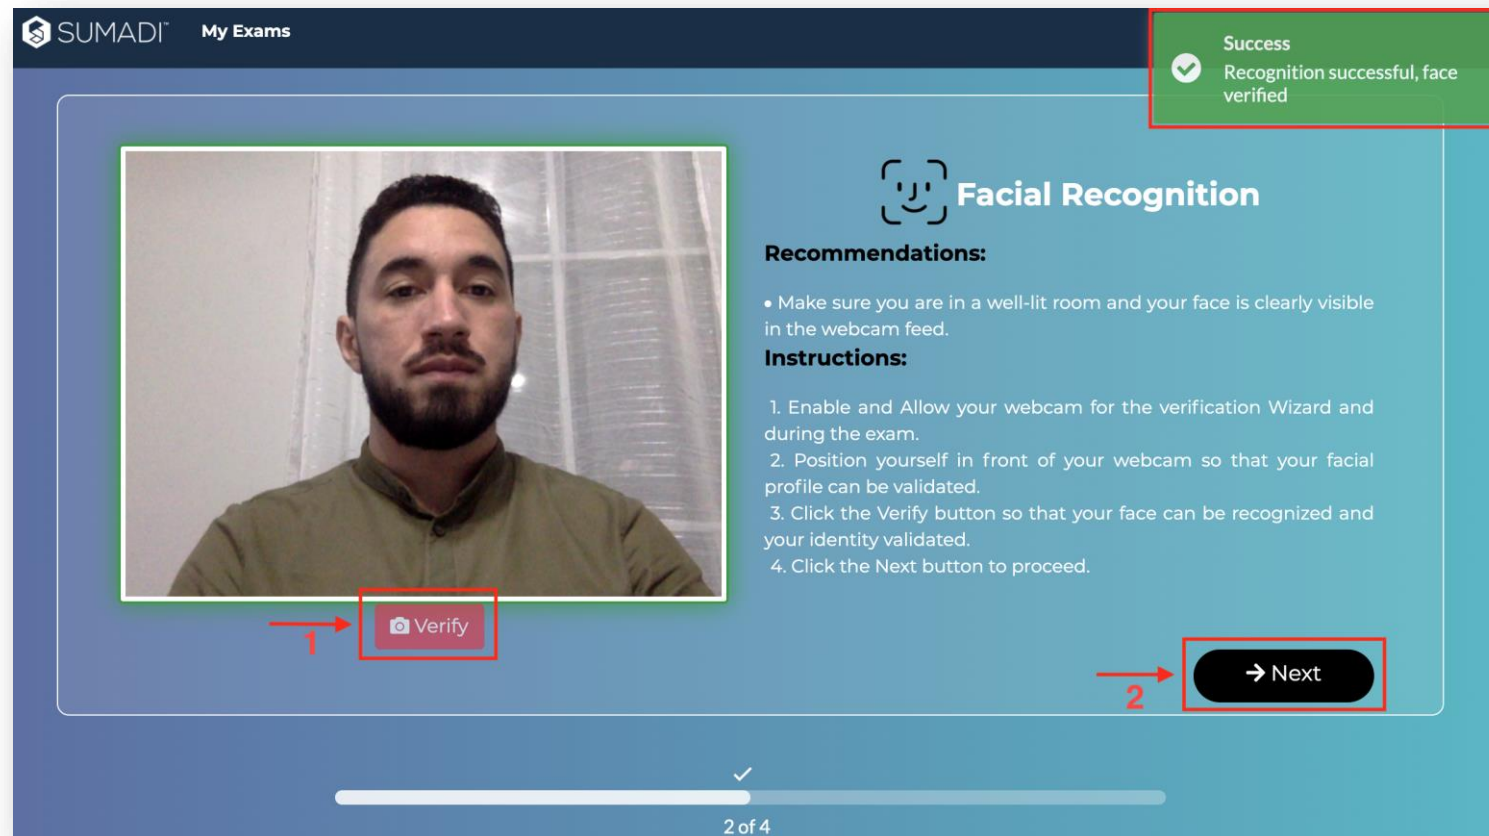 SUMADI™ My Exams
Success
Recognition successful, face
verified
Facial Recognition
Recommendations:
• Make sure you are in a well-lit room and your face is clearly visible
in the webcam feed.
Instructions:
1. Enable and Allow your webcam for the verification Wizard and
during the exam.
2. Position yourself in front of your webcam so that your facial
profile can be validated.
3. Click the Verify button so that your face can be recognized and
your identity validated.
4. Click the Next button to proceed.
1 Verify
2 → Next
2 of 4